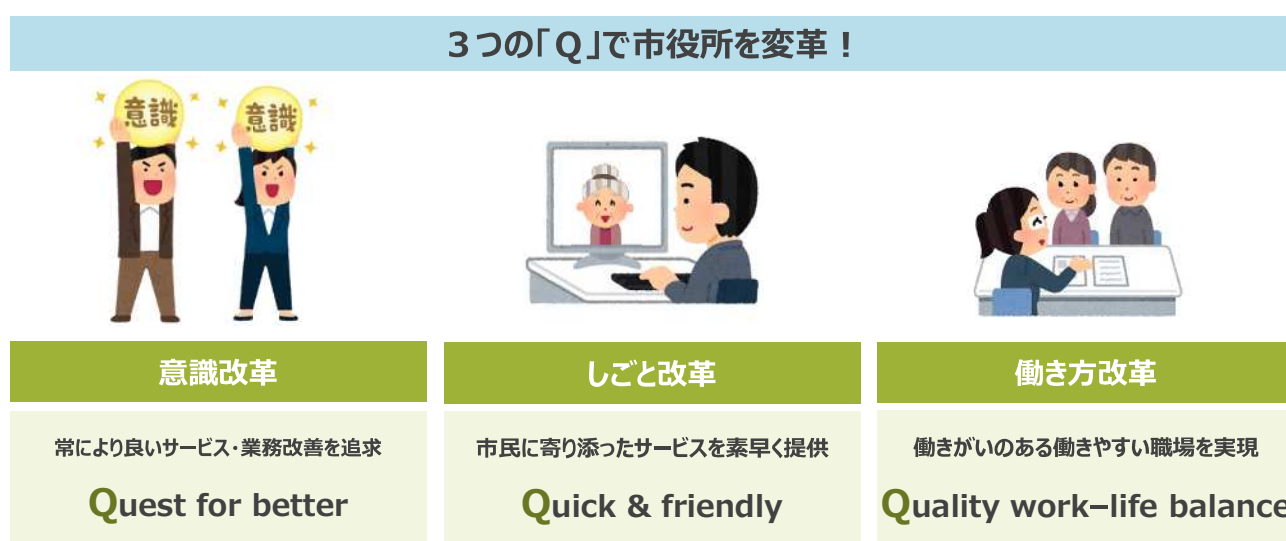 ３つの「Ｑ」で市役所を変革！
意識
意識
意識改革
常により良いサービス・業務改善を追求
Quest for better
しごと改革
市民に寄り添ったサービスを素早く提供
Quick & friendly
働き方改革
働きがいのある働きやすい職場を実現
Quality work–life balance